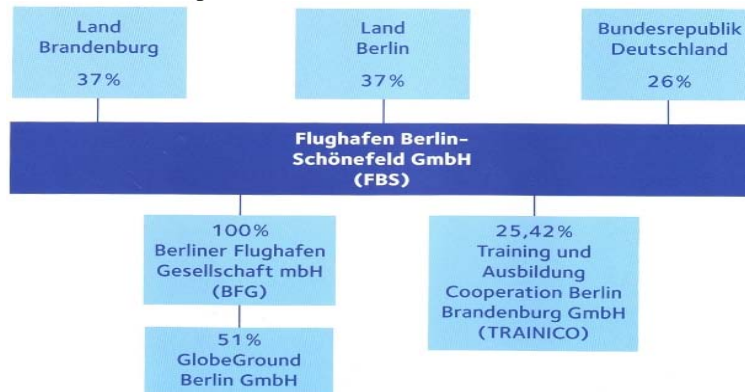 Land
Brandenburg
37%
Land
Berlin
37%
Bundesrepublik
Deutschland
26%
Flughafen Berlin-
Schönefeld GmbH
(FBS)
100%
Berliner Flughafen
Gesellschaft mbH
(BFG)
51%
GlobeGround
Berlin GmbH
25,42%
Training und
Ausbildung
Cooperation Berlin
Brandenburg GmbH
(TRAINICO)